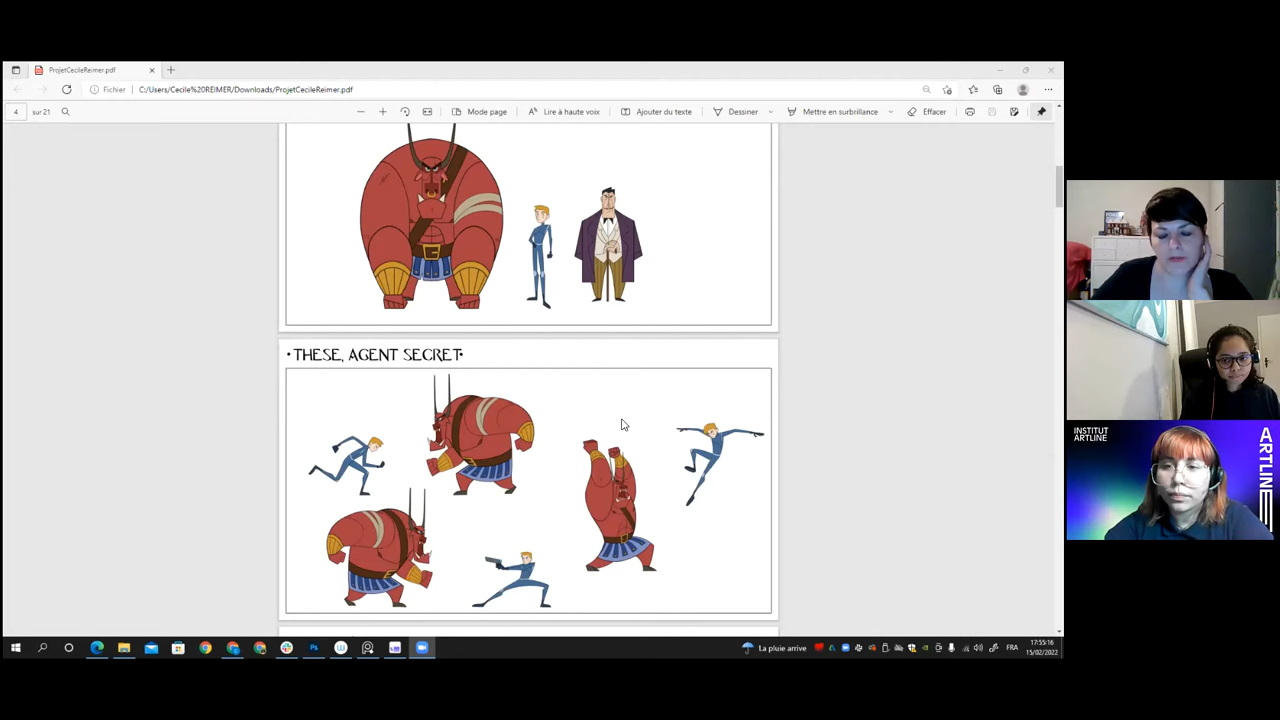 ProjetCecileReimer.pdf
Fichier
C:/Users/Cecile%20REIMER/Downloads/ProjetCecileReimer.pdf
4 sur 21
Mode page
Lire à haute voix
Ajouter du texte
Dessiner
Mettre en surbrillance
Effacer
• THESE, AGENT SECRET•
INSTITUT
ARTLINE
ARTLINE
La pluie arrive
FRA
17:55:16
15/02/2022